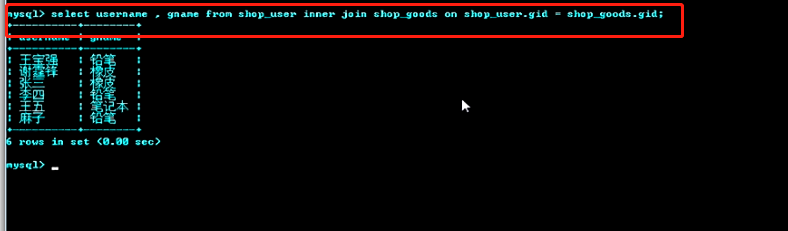 mysql> select username , gname from shop_user inner join shop_goods on shop_user.gid = shop_goods.gid;
+----------+--------+
| username | gname |
+----------+--------+
| 王宝强 | 铅笔 |
| 谢霆锋 | 橡皮 |
| 张三 | 橡皮 |
| 李四 | 铅笔 |
| 王五 | 笔记本 |
| 麻子 | 铅笔 |
+----------+--------+
6 rows in set (0.00 sec)
mysql> _